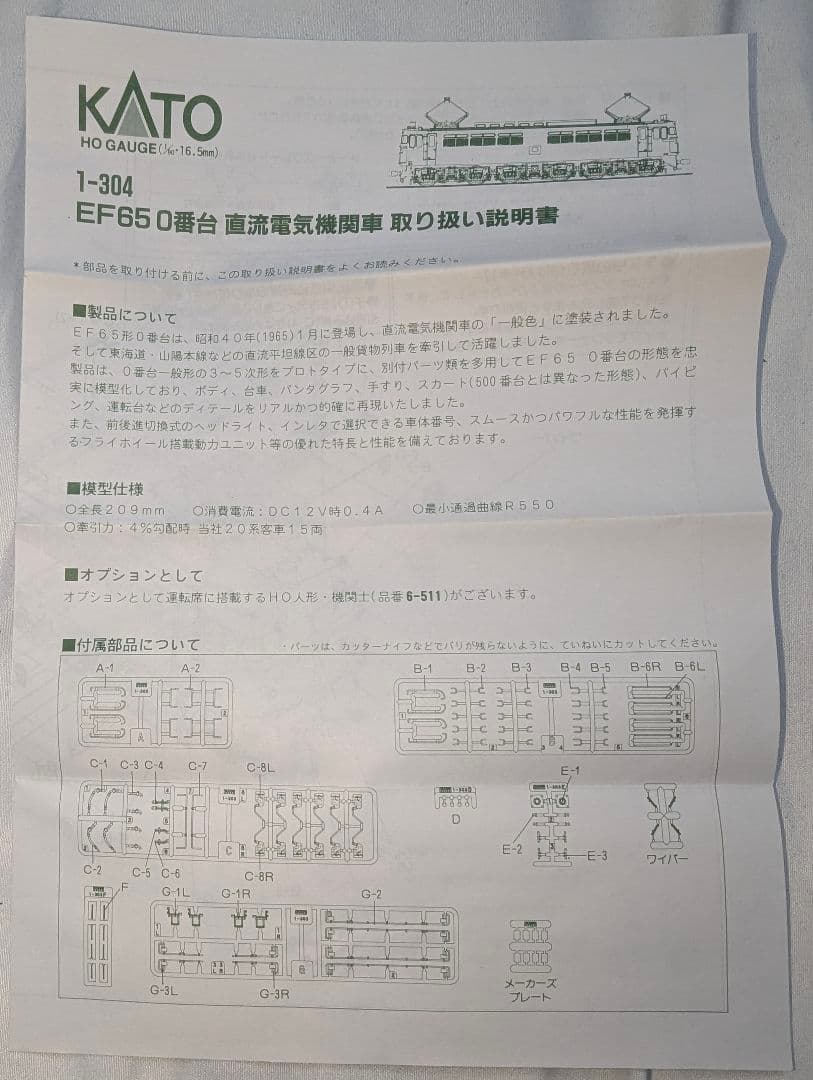 KATO
HO GAUGE(1/80・16.5mm)
1-304
EF65 0番台 直流電気機関車 取り扱い説明書
*部品を取り付ける前に、この取り扱い説明書をよくお読みください。
■製品について
EF65形0番台は、昭和40年(1965)1月に登場し、直流電気機関車の「一般色」に塗装されました。
そして東海道・山陽本線などの直流平坦線区の一般貨物列車を牽引して活躍しました。
製品は、0番台一般形の3～5次形をプロトタイプに、別付パーツ類を多用してEF65 0番台の形態を忠
実に模型化しており、ボディ、台車、パンタグラフ、手すり、スカート(500番台とは異なった形態)、パイピ
ング、運転台などのディテールをリアルかつ的確に再現いたしました。
また、前後進切換式のヘッドライト、インレタで選択できる車体番号、スムースかつパワフルな性能を発揮す
るフライホイール搭載動力ユニット等の優れた特長と性能を備えております。
■模型仕様
○全長209mm ○消費電流：DC12V時0.4A ○最小通過曲線R550
○牽引力：4%勾配時 当社20系客車15両
■オプションとして
オプションとして運転席に搭載するHO人形・機関士(品番6-511)がございます。
■付属部品について ・パーツは、カッターナイフなどでバリが残らないように、ていねいにカットしてください。
A-1 A-2 B-1 B-2 B-3 B-4 B-5 B-6R B-6L
C-1 C-3 C-4 C-7 C-8L E-1
D
C-2 C-5 C-6 C-8R E-2 E-3 ワイパー
F G-1L G-1R G-2
G-3L G-3R メーカーズ
プレート